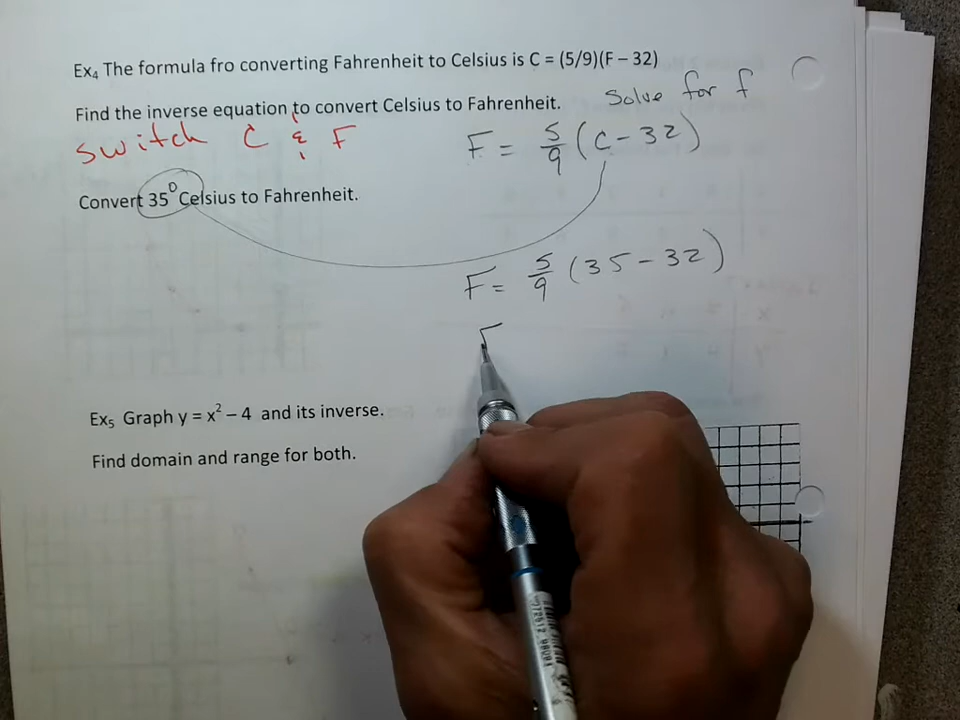 Ex₄ The formula fro converting Fahrenheit to Celsius is C = (5/9)(F – 32)
Find the inverse equation to convert Celsius to Fahrenheit. Solve for f
switch C & F F = 5/9 (C - 32)
Convert 35° Celsius to Fahrenheit.
F = 5/9 (35 - 32)
Ex₅ Graph y = x² – 4 and its inverse.
Find domain and range for both.